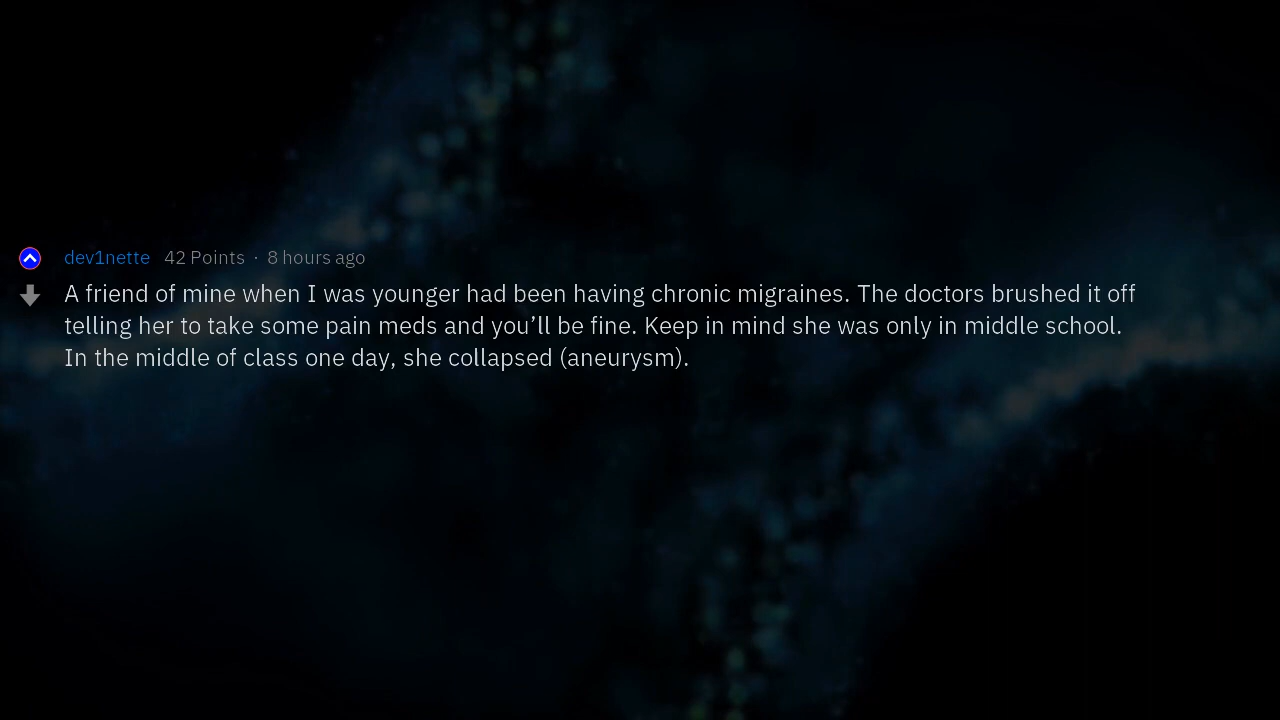 dev1nette 42 Points · 8 hours ago
A friend of mine when I was younger had been having chronic migraines. The doctors brushed it off
telling her to take some pain meds and you’ll be fine. Keep in mind she was only in middle school.
In the middle of class one day, she collapsed (aneurysm).